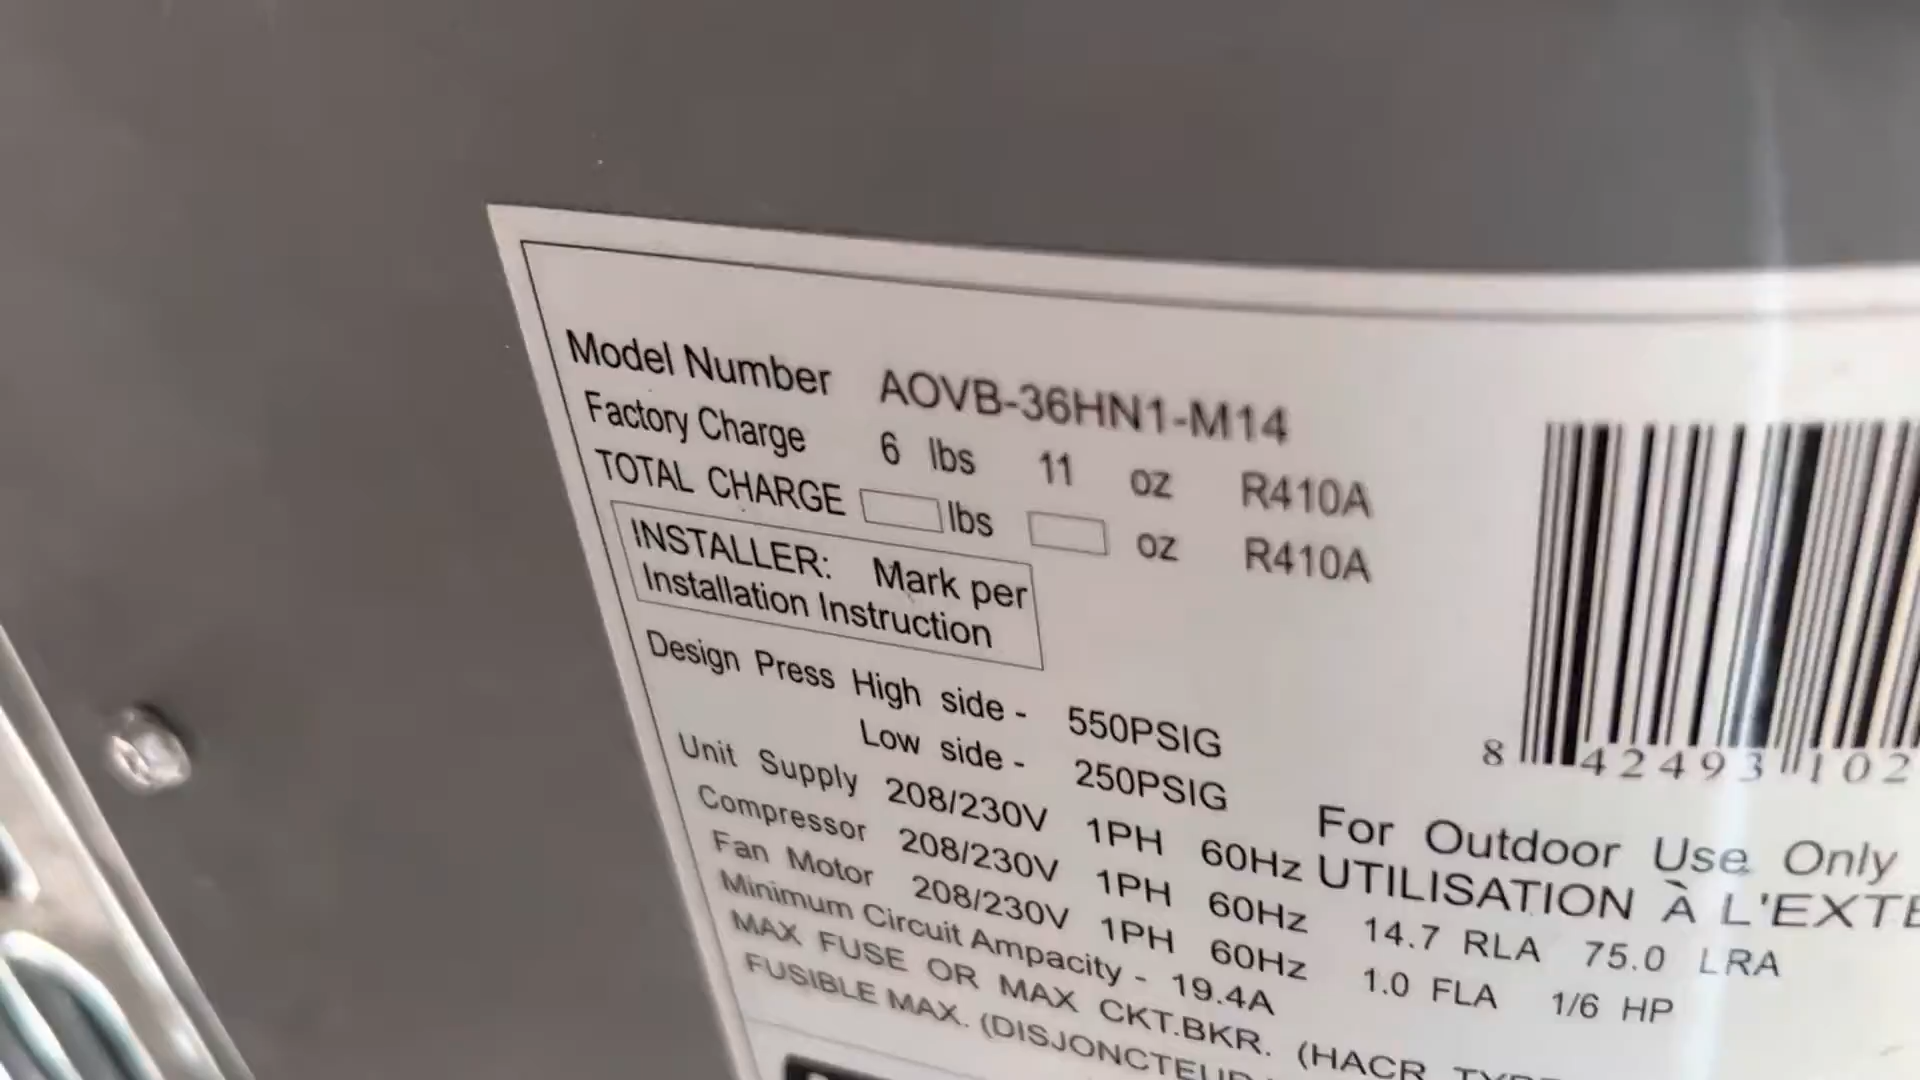 Model Number AOVB-36HN1-M14
Factory Charge 6 lbs 11 oz R410A
TOTAL CHARGE lbs oz R410A
INSTALLER: Mark per
Installation Instruction
Design Press High side - 550PSIG
Low side - 250PSIG
8 42493 102
For Outdoor Use Only
UTILISATION À L'EXTE
Unit Supply 208/230V 1PH 60Hz
Compressor 208/230V 1PH 60Hz 14.7 RLA 75.0 LRA
Fan Motor 208/230V 1PH 60Hz 1.0 FLA 1/6 HP
Minimum Circuit Ampacity - 19.4A
MAX FUSE OR MAX CKT.BKR. (HACR
FUSIBLE MAX.